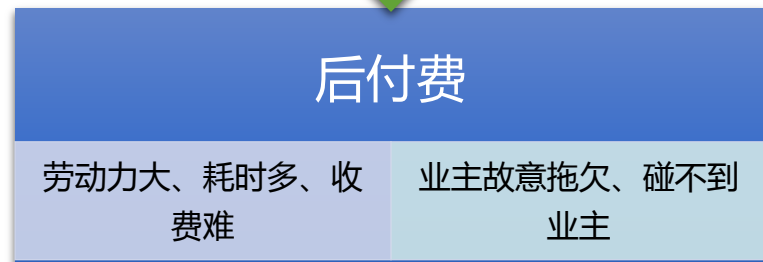 后付费
劳动力大、耗时多、收
费难
业主故意拖欠、碰不到
业主